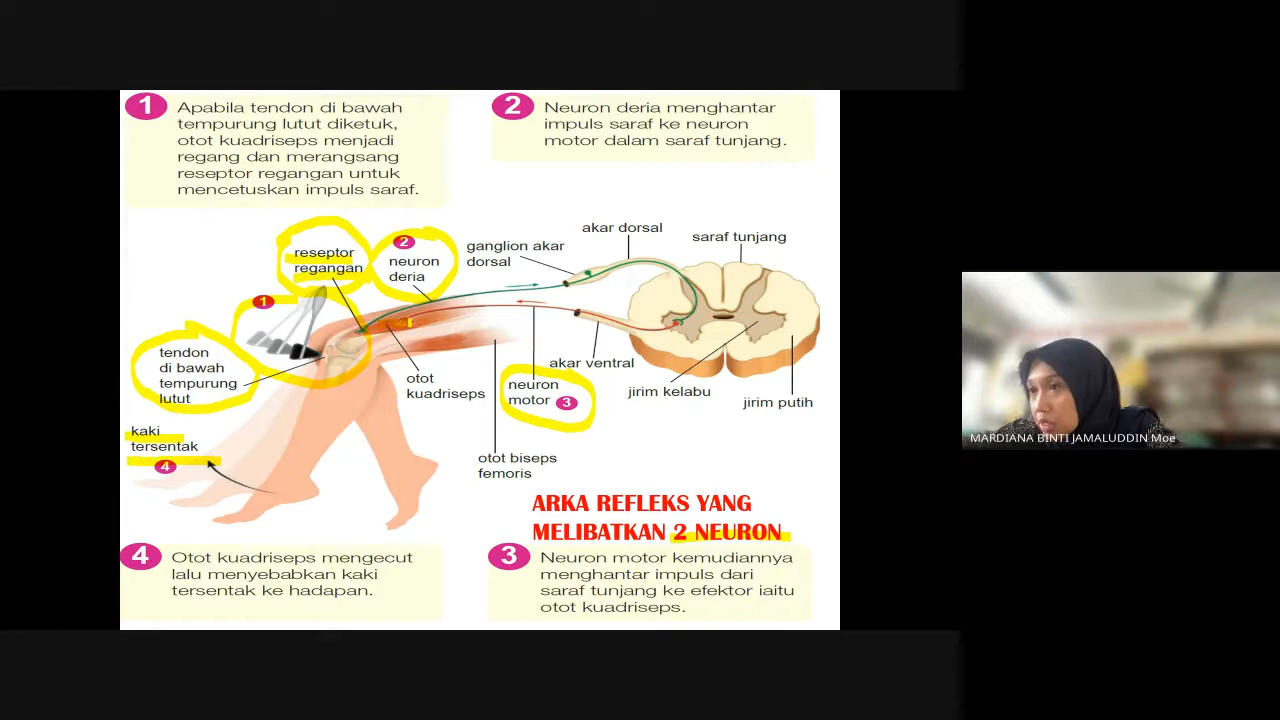 1
Apabila tendon di bawah
tempurung lutut diketuk,
otot kuadriseps menjadi
regang dan merangsang
reseptor regangan untuk
mencetuskan impuls saraf.
2
Neuron deria menghantar
impuls saraf ke neuron
motor dalam saraf tunjang.
reseptor
regangan
2
neuron
deria
ganglion akar
dorsal
akar dorsal
saraf tunjang
1
tendon
di bawah
tempurung
lutut
otot
kuadriseps
akar ventral
neuron
motor 3
jirim kelabu
jirim putih
kaki
tersentak
4
otot biseps
femoris
ARKA REFLEKS YANG
MELIBATKAN 2 NEURON
4
Otot kuadriseps mengecut
lalu menyebabkan kaki
tersentak ke hadapan.
3
Neuron motor kemudiannya
menghantar impuls dari
saraf tunjang ke efektor iaitu
otot kuadriseps.
MARDIANA BINTI JAMALUDDIN Moe